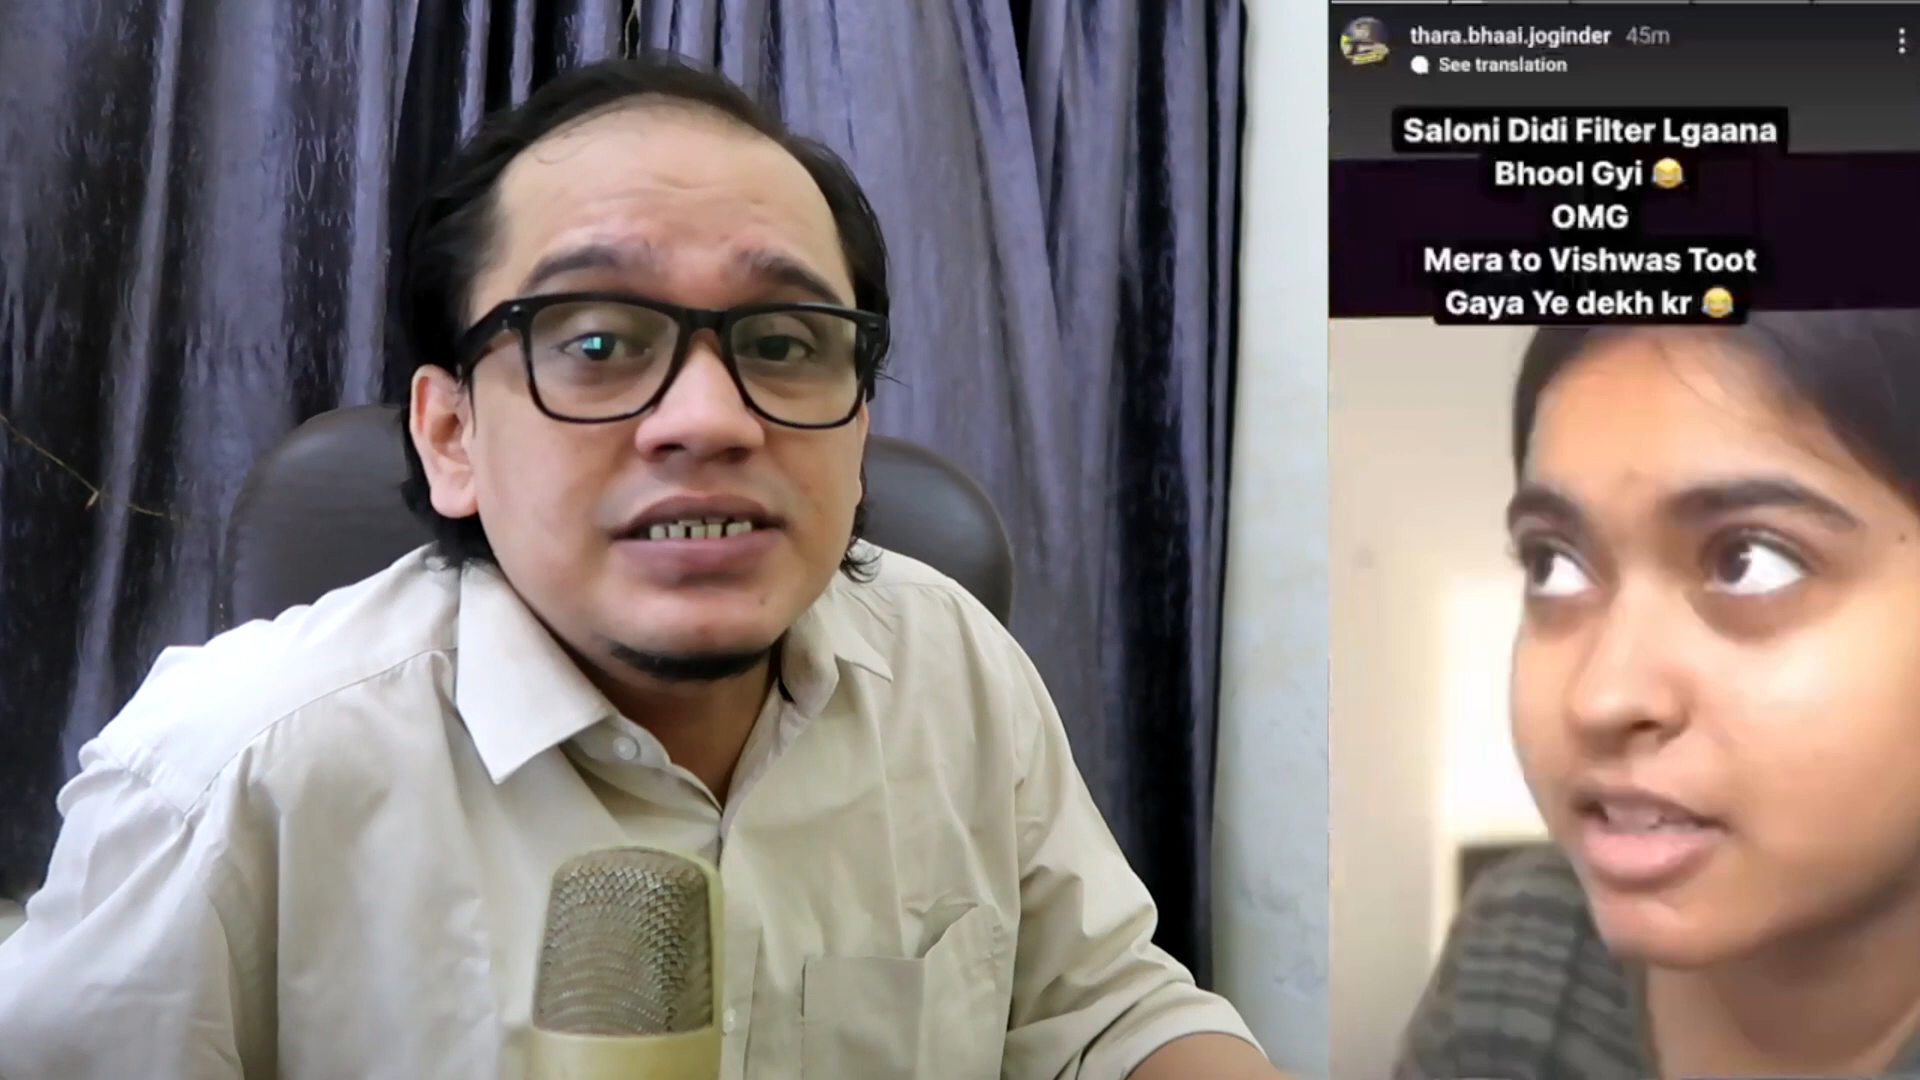 thara.bhaai.joginder 45m
See translation
Saloni Didi Filter Lgaana
Bhool Gyi 😂
OMG
Mera to Vishwas Toot
Gaya Ye dekh kr 😂